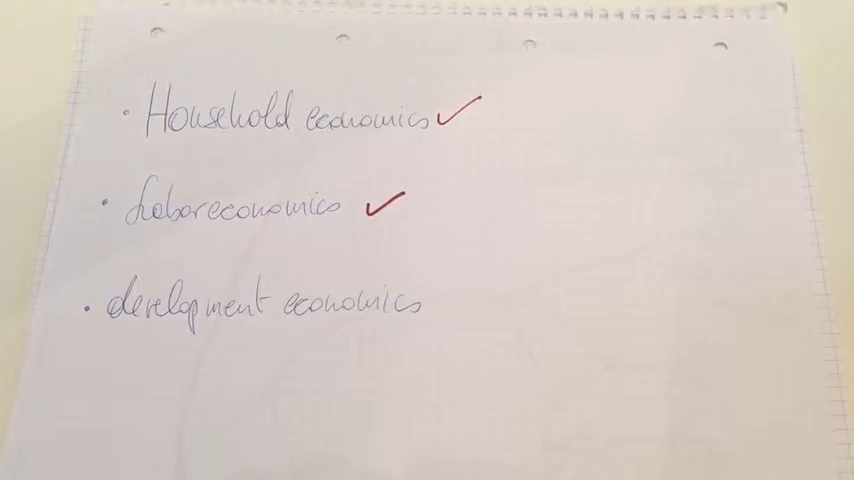 • Household economics ✓
• Laboreconomics ✓
• development economics